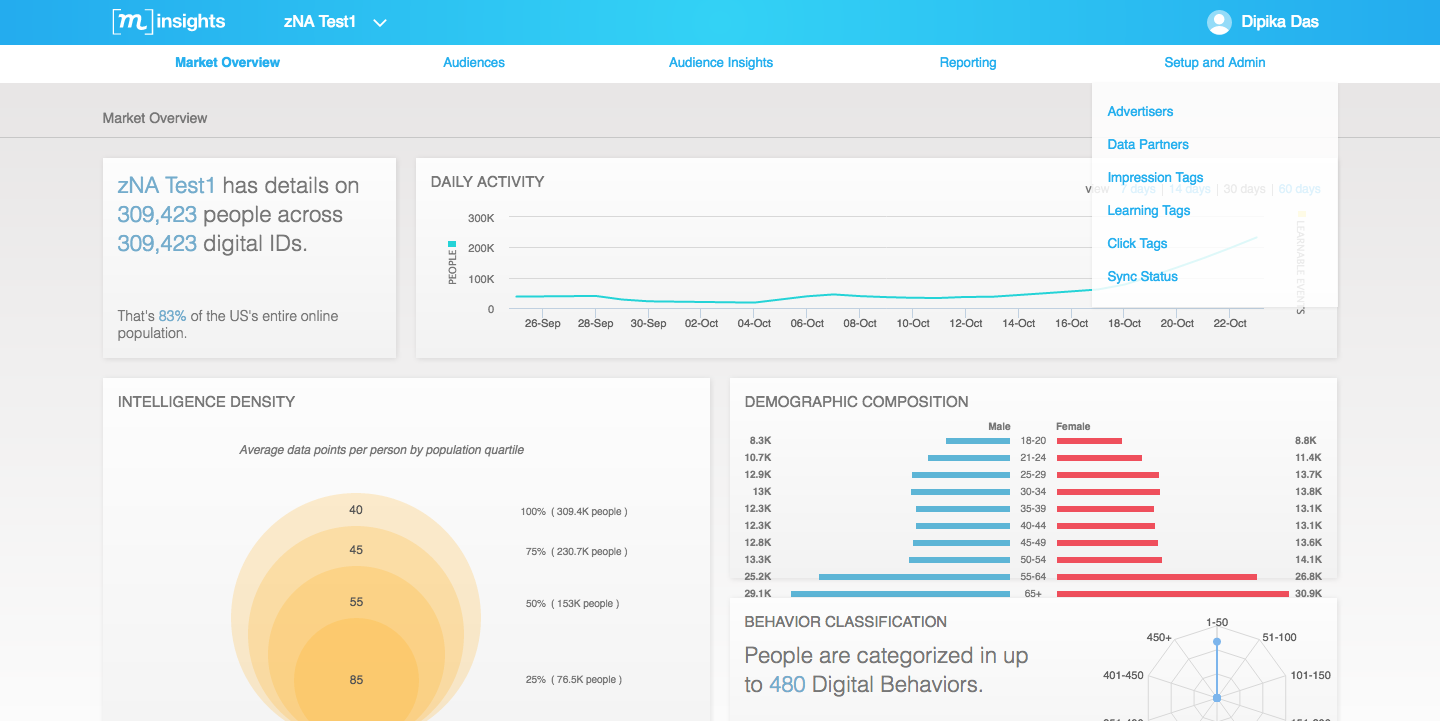 [m]insights
zNA Test1
Dipika Das
Market Overview
Audiences
Audience Insights
Reporting
Setup and Admin
Advertisers
Data Partners
Impression Tags
Learning Tags
Click Tags
Sync Status
Market Overview
zNA Test1 has details on
309,423 people across
309,423 digital IDs.
That's 83% of the US's entire online
population.
DAILY ACTIVITY
view 7 days | 14 days | 30 days | 60 days
300K
200K
100K
0
PEOPLE
LEARNABLE EVENTS
26-Sep 28-Sep 30-Sep 02-Oct 04-Oct 06-Oct 08-Oct 10-Oct 12-Oct 14-Oct 16-Oct 18-Oct 20-Oct 22-Oct
INTELLIGENCE DENSITY
Average data points per person by population quartile
40 100% ( 309.4K people )
45 75% ( 230.7K people )
55 50% ( 153K people )
85 25% ( 76.5K people )
DEMOGRAPHIC COMPOSITION
Male Female
8.3K 18-20 8.8K
10.7K 21-24 11.4K
12.9K 25-29 13.7K
13K 30-34 13.8K
12.3K 35-39 13.1K
12.3K 40-44 13.1K
12.8K 45-49 13.6K
13.3K 50-54 14.1K
25.2K 55-64 26.8K
29.1K 65+ 30.9K
BEHAVIOR CLASSIFICATION
People are categorized in up
to 480 Digital Behaviors.
1-50
450+ 51-100
401-450 101-150